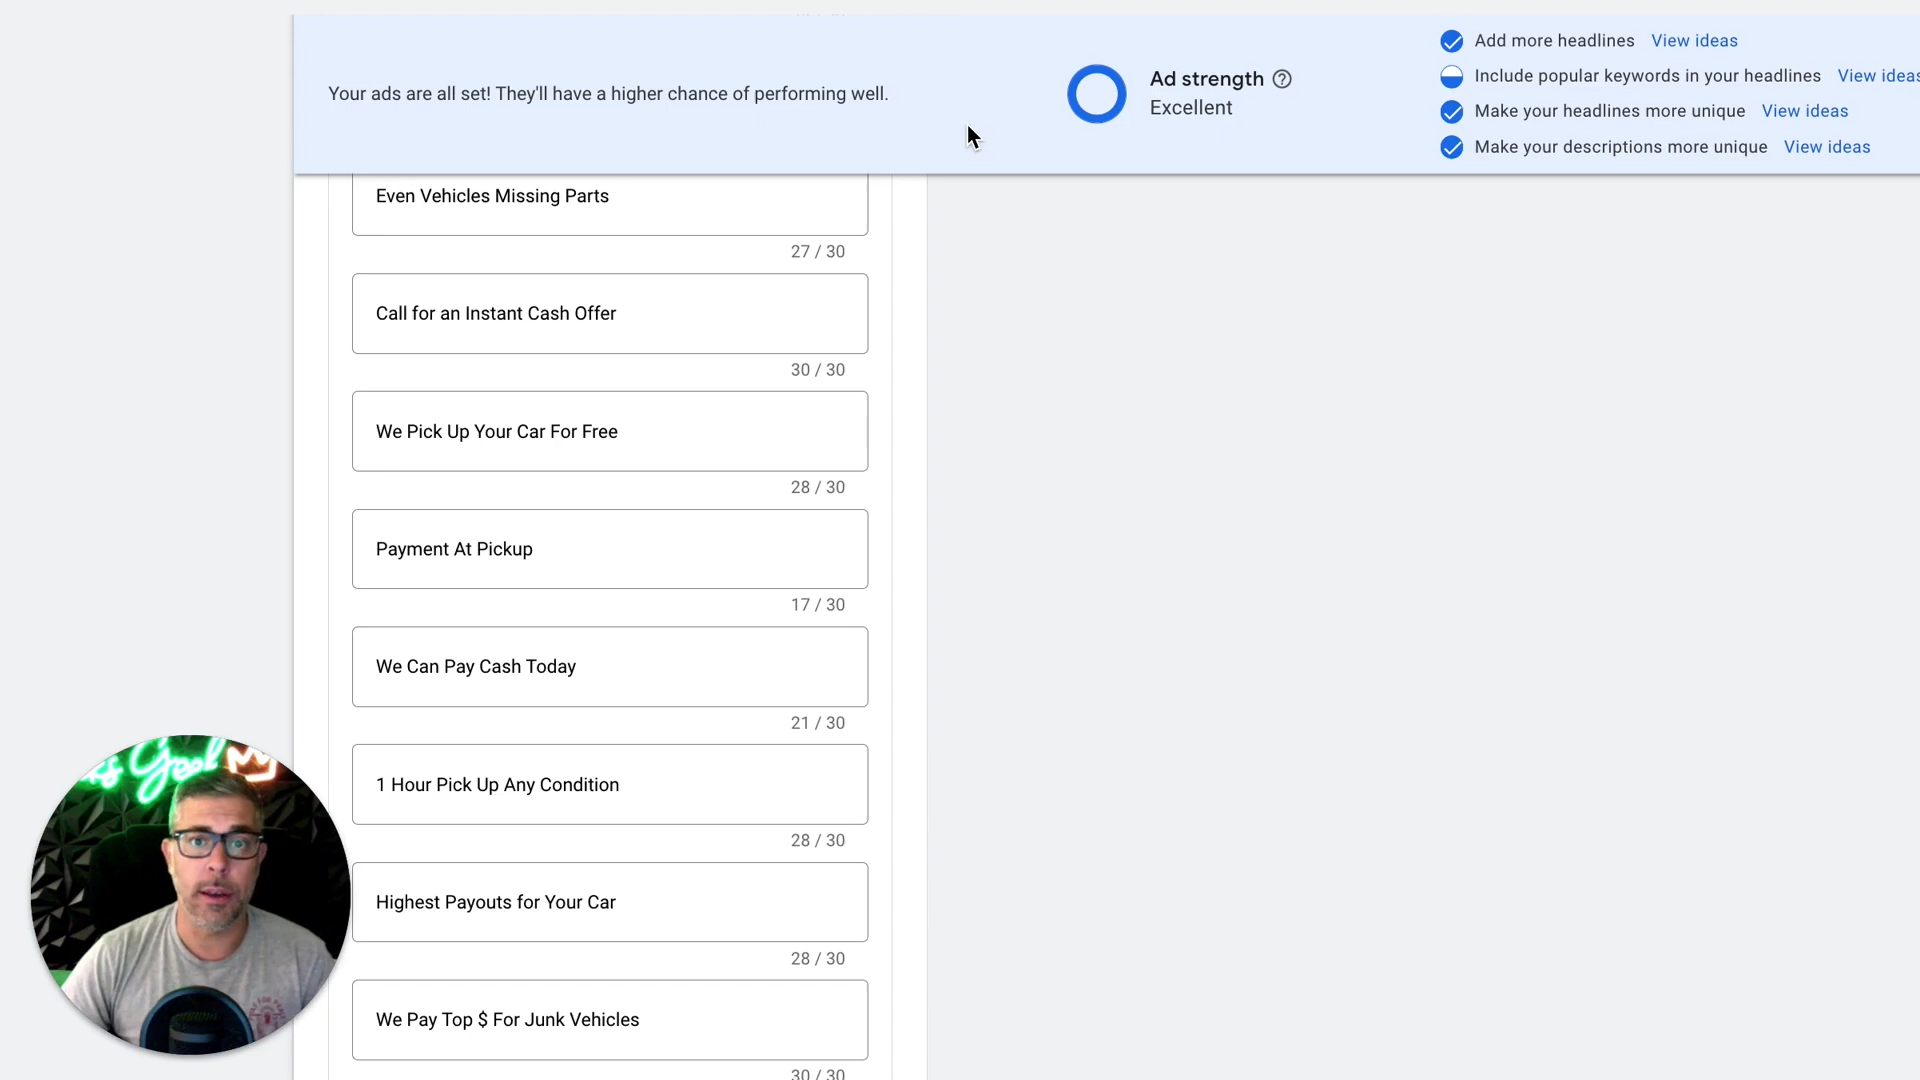 Your ads are all set! They'll have a higher chance of performing well.
Ad strength
Excellent
Add more headlines View ideas
Include popular keywords in your headlines View ideas
Make your headlines more unique View ideas
Make your descriptions more unique View ideas
Even Vehicles Missing Parts
27 / 30
Call for an Instant Cash Offer
30 / 30
We Pick Up Your Car For Free
28 / 30
Payment At Pickup
17 / 30
We Can Pay Cash Today
21 / 30
1 Hour Pick Up Any Condition
28 / 30
Highest Payouts for Your Car
28 / 30
We Pay Top $ For Junk Vehicles
30 / 30